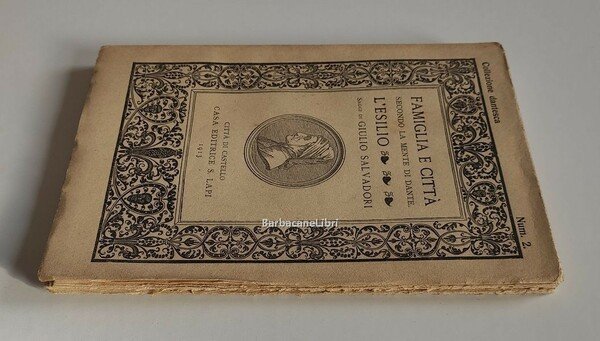 Collezione dantesca
Num. 2.
FAMIGLIA E CITTÀ
SECONDO LA MENTE DI DANTE.
L'ESILIO
SAGGI DI GIULIO SALVADORI
CITTÀ DI CASTELLO
CASA EDITRICE S. LAPI
1913
BarbacaneLibri